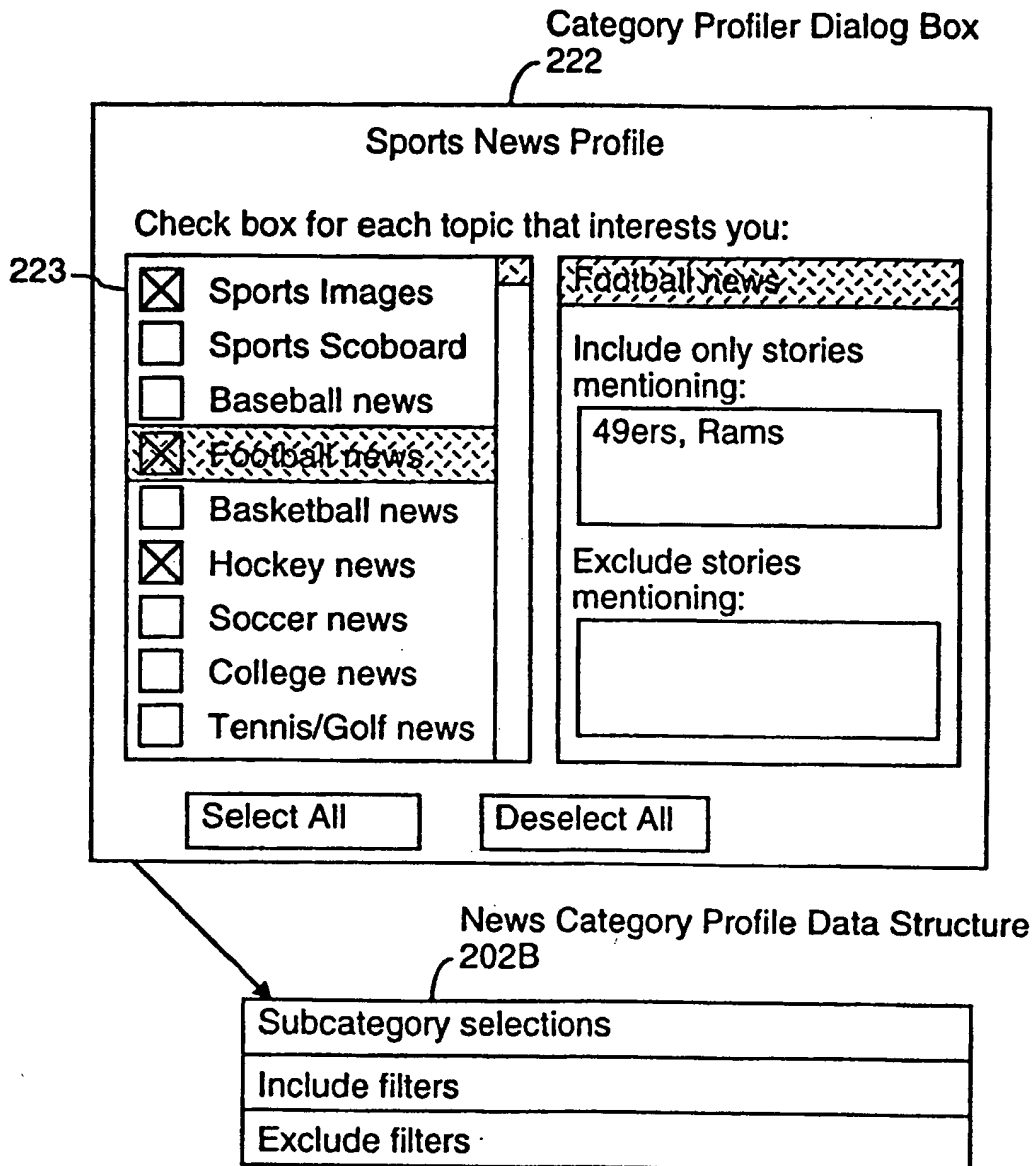 Category Profiler Dialog Box
222
Sports News Profile
Check box for each topic that interests you:
223
Sports Images
Sports Scoboard
Baseball news
Football news
Basketball news
Hockey news
Soccer news
College news
Tennis/Golf news
Football news
Include only stories
mentioning:
49ers, Rams
Exclude stories
mentioning:
Select All
Deselect All
News Category Profile Data Structure
202B
Subcategory selections
Include filters
Exclude filters